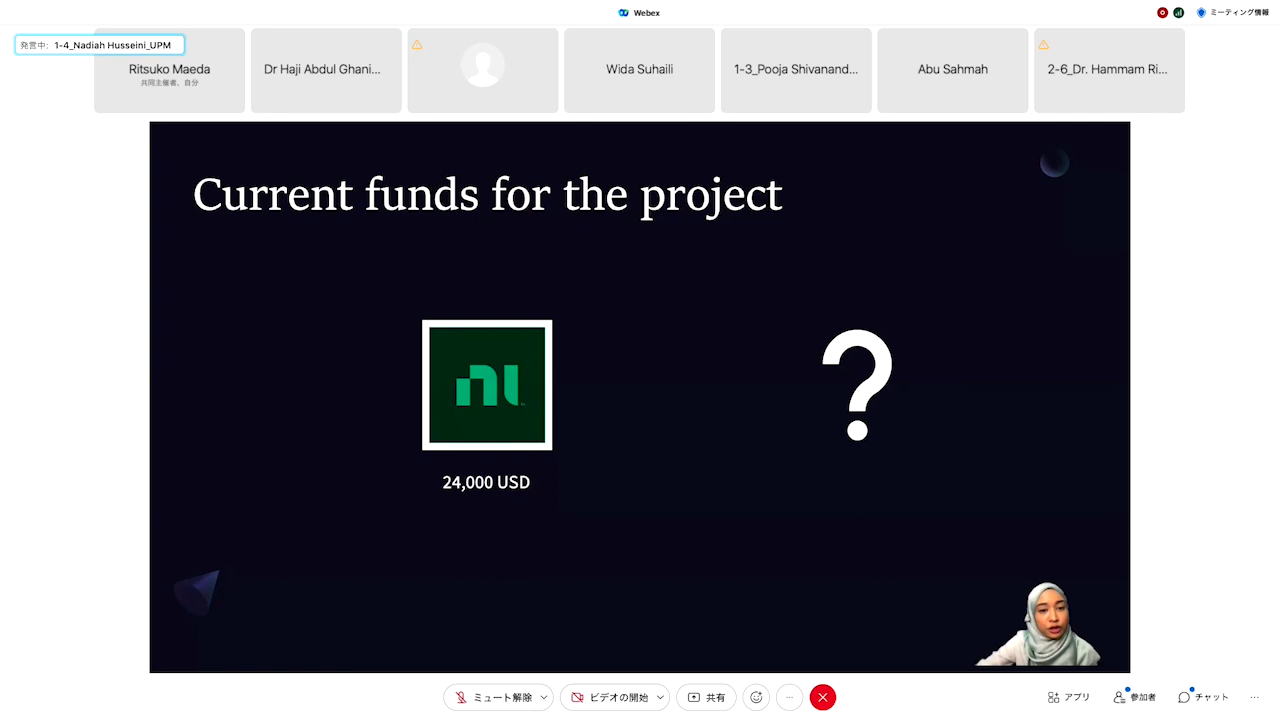 Webex
ミーティング情報
発言中: 1-4_Nadiah Husseini_UPM
Ritsuko Maeda
共同主催者、自分
Dr Haji Abdul Ghani...
Wida Suhaili
1-3_Pooja Shivanand...
Abu Sahmah
2-6_Dr. Hammam Ri...
Current funds for the project
nı
?
24,000 USD
ミュート解除
ビデオの開始
共有
アプリ
参加者
チャット